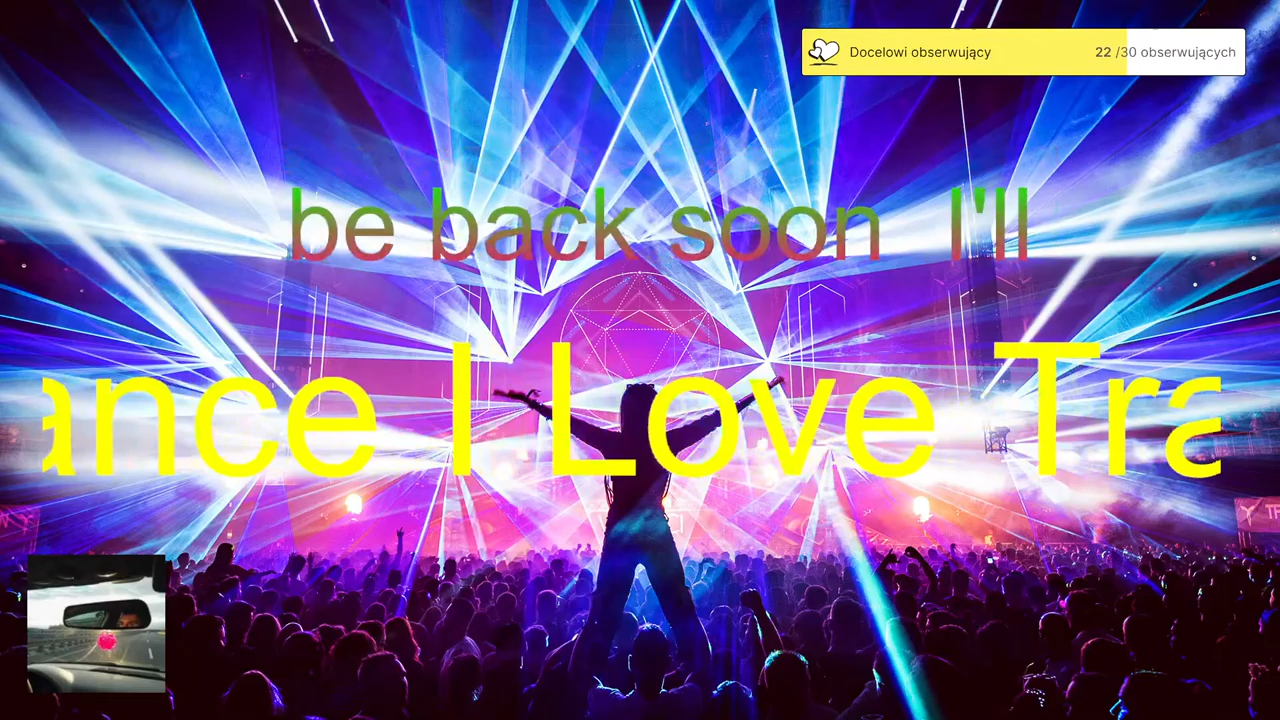 Docelowi obserwujący 22 /30 obserwujących
be back soon I'll
ance I Love Tra